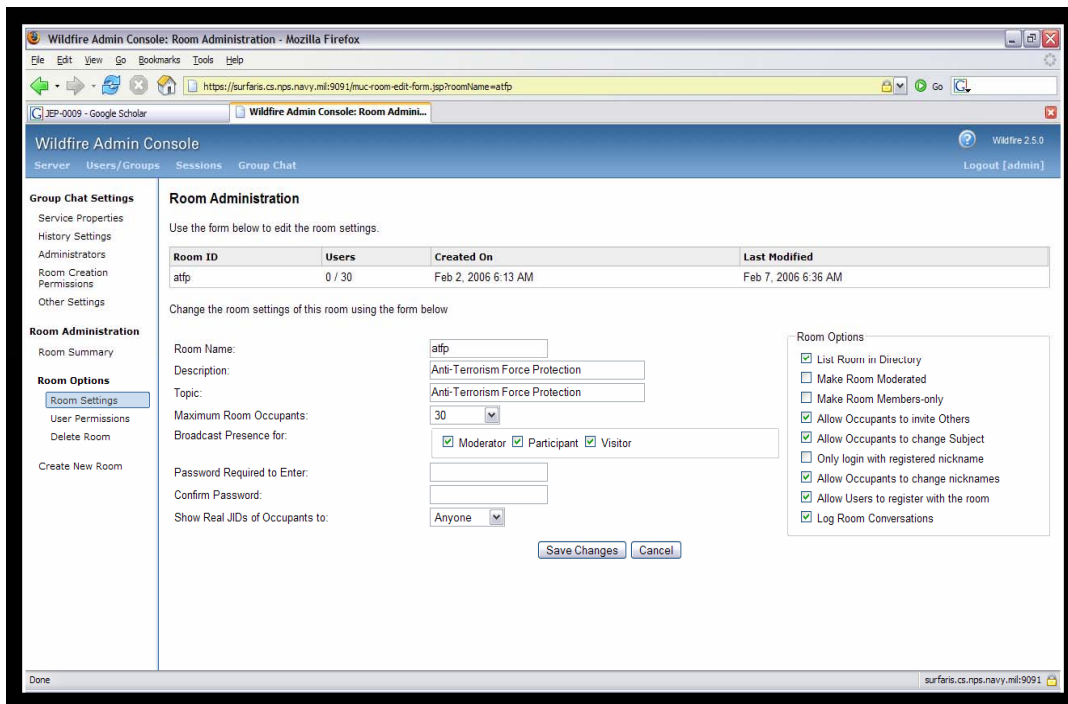 Wildfire Admin Console: Room Administration - Mozilla Firefox
File Edit View Go Bookmarks Tools Help
https://surfaris.cs.nps.navy.mil:9091/muc-room-edit-form.jsp?roomName=atfp
Go
JEP-0009 - Google Scholar
Wildfire Admin Console: Room Admini...
Wildfire Admin Console
Wildfire 2.5.0
Server Users/Groups Sessions Group Chat
Logout [admin]
Group Chat Settings
Service Properties
History Settings
Administrators
Room Creation
Permissions
Other Settings
Room Administration
Room Summary
Room Options
Room Settings
User Permissions
Delete Room
Create New Room
Room Administration
Use the form below to edit the room settings.
Room ID Users Created On Last Modified
atfp 0 / 30 Feb 2, 2006 6:13 AM Feb 7, 2006 6:36 AM
Change the room settings of this room using the form below
Room Name: atfp
Description: Anti-Terrorism Force Protection
Topic: Anti-Terrorism Force Protection
Maximum Room Occupants: 30
Broadcast Presence for: Moderator Participant Visitor
Password Required to Enter:
Confirm Password:
Show Real JIDs of Occupants to: Anyone
Room Options
List Room in Directory
Make Room Moderated
Make Room Members-only
Allow Occupants to invite Others
Allow Occupants to change Subject
Only login with registered nickname
Allow Occupants to change nicknames
Allow Users to register with the room
Log Room Conversations
Save Changes Cancel
Done
surfaris.cs.nps.navy.mil:9091